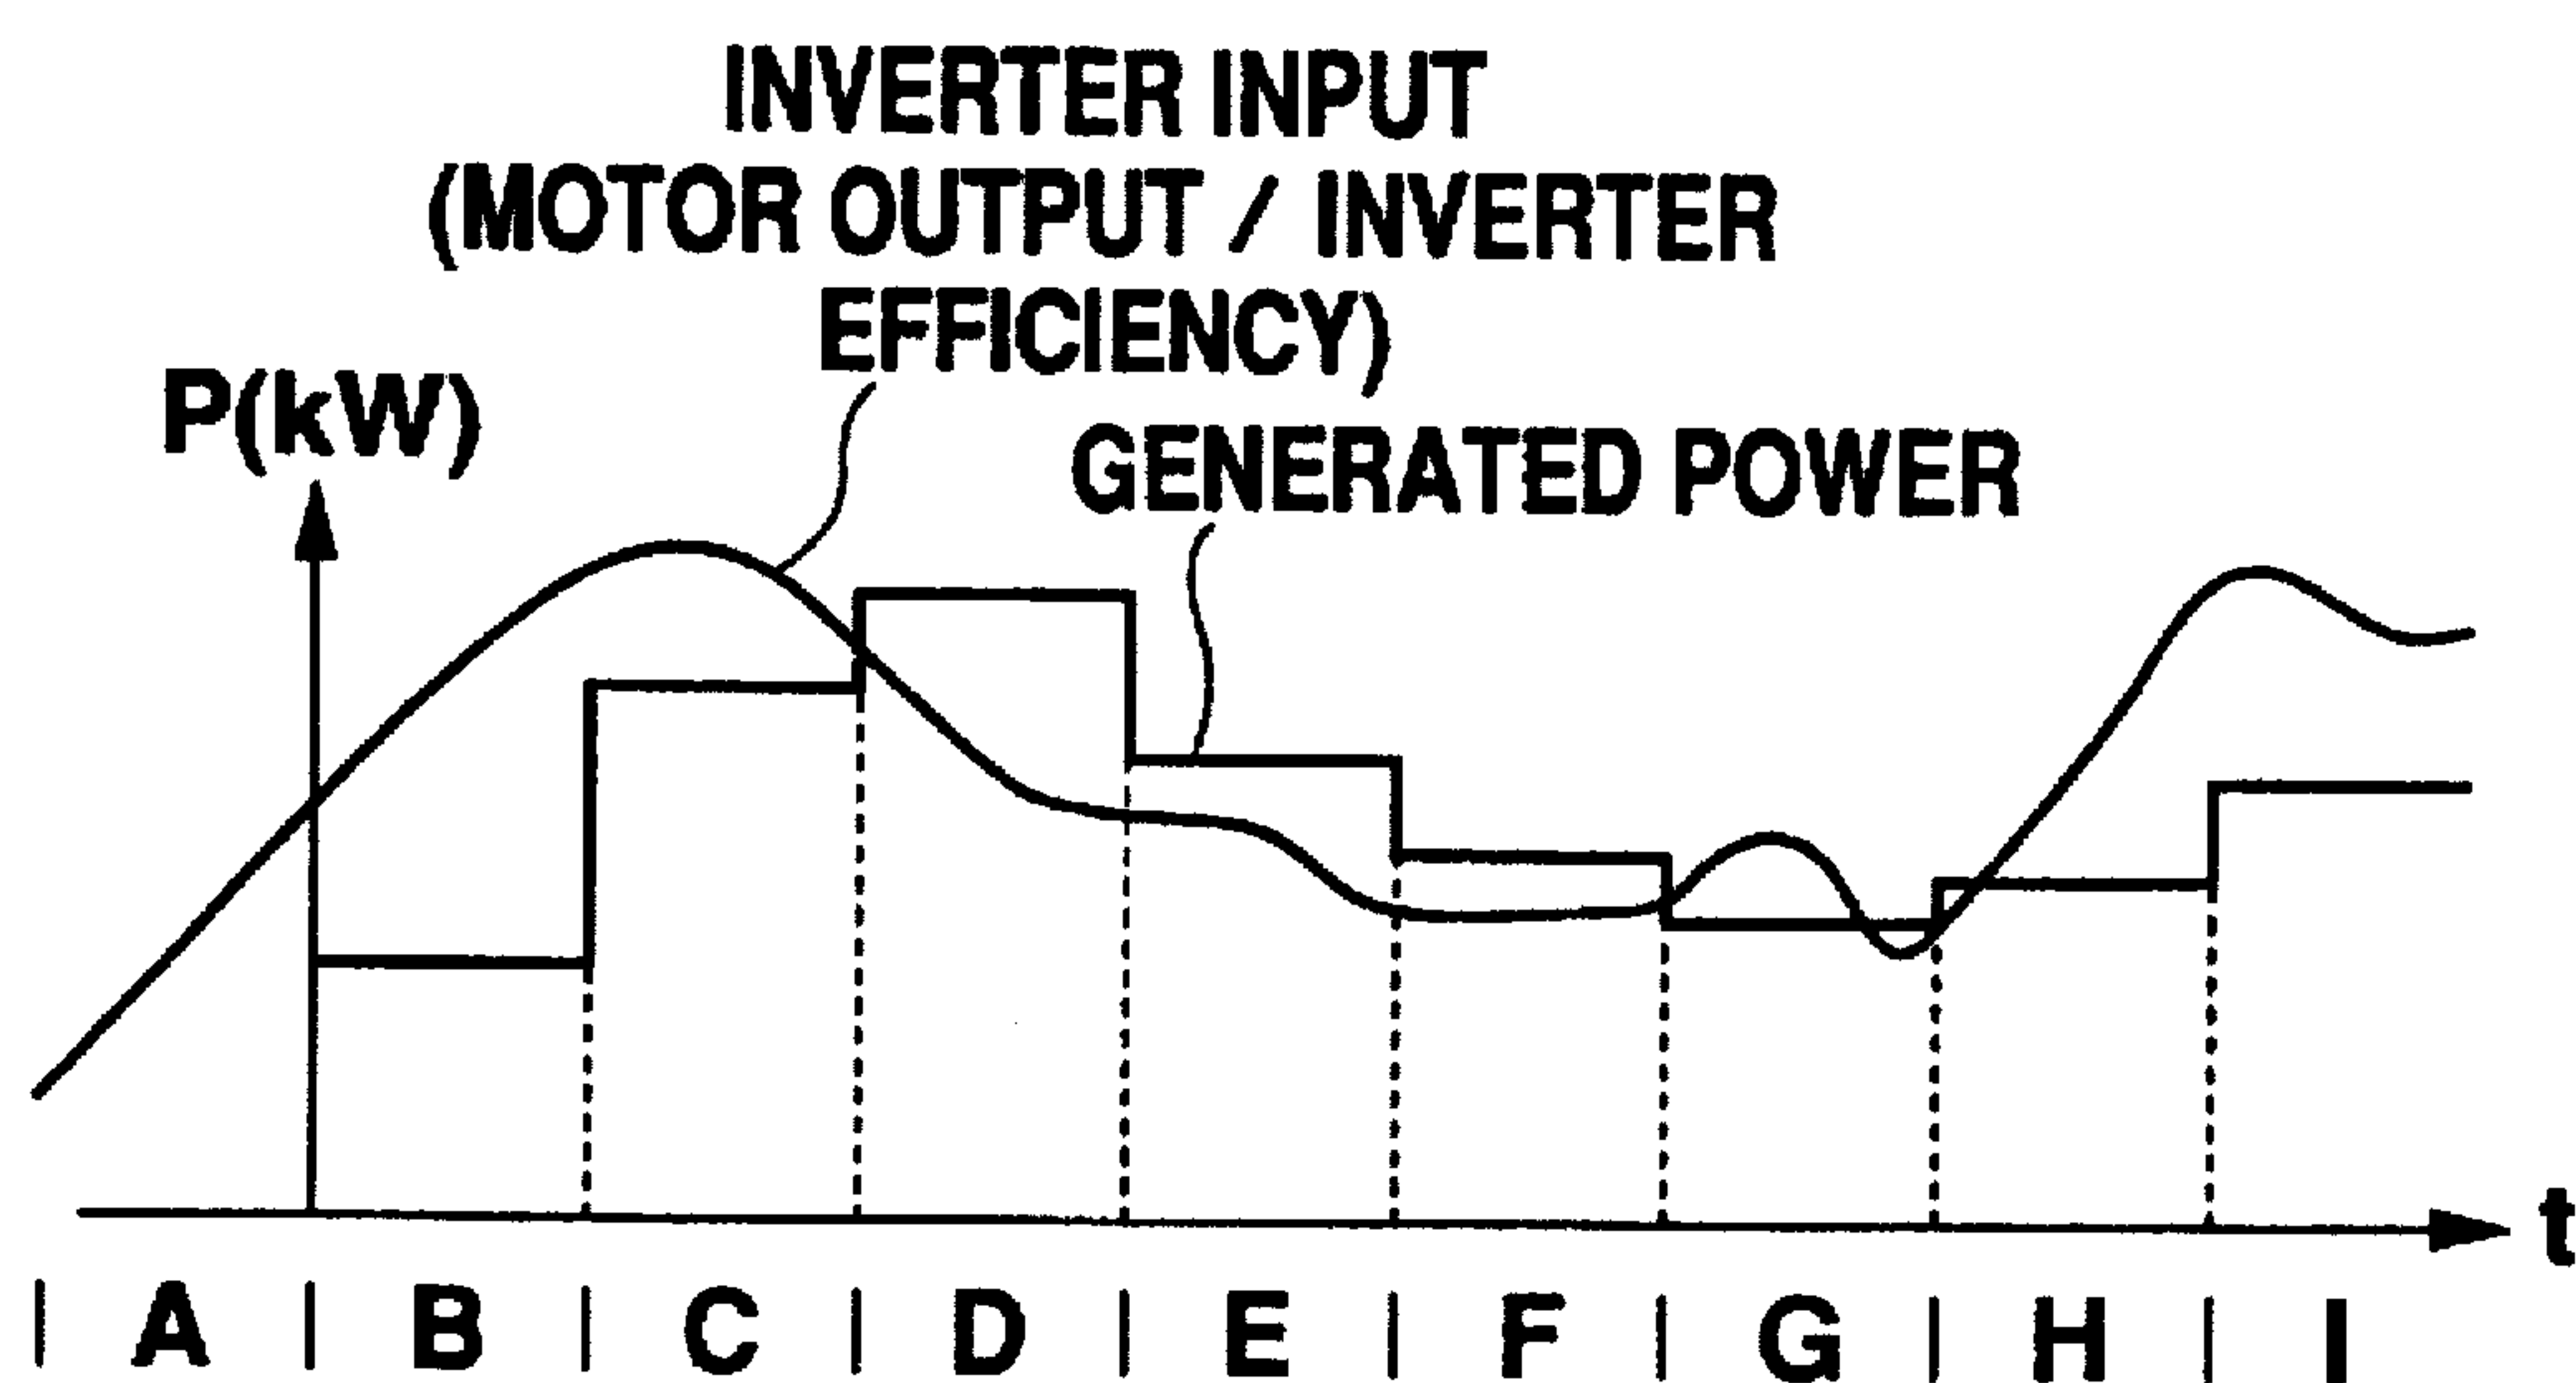 INVERTER INPUT
(MOTOR OUTPUT / INVERTER
EFFICIENCY)
P(kW)
GENERATED POWER
t
| A | B | C | D | E | F | G | H | I